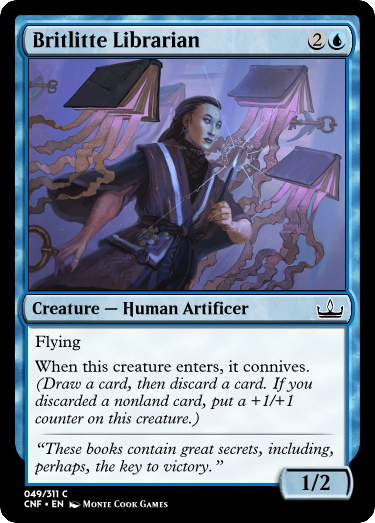 Britlitte Librarian 2
Creature — Human Artificer
Flying
When this creature enters, it connives.
(Draw a card, then discard a card. If you
discarded a nonland card, put a +1/+1
counter on this creature.)
“These books contain great secrets, including,
perhaps, the key to victory.”
1/2
049/311 C
CNF • EN Monte Cook Games